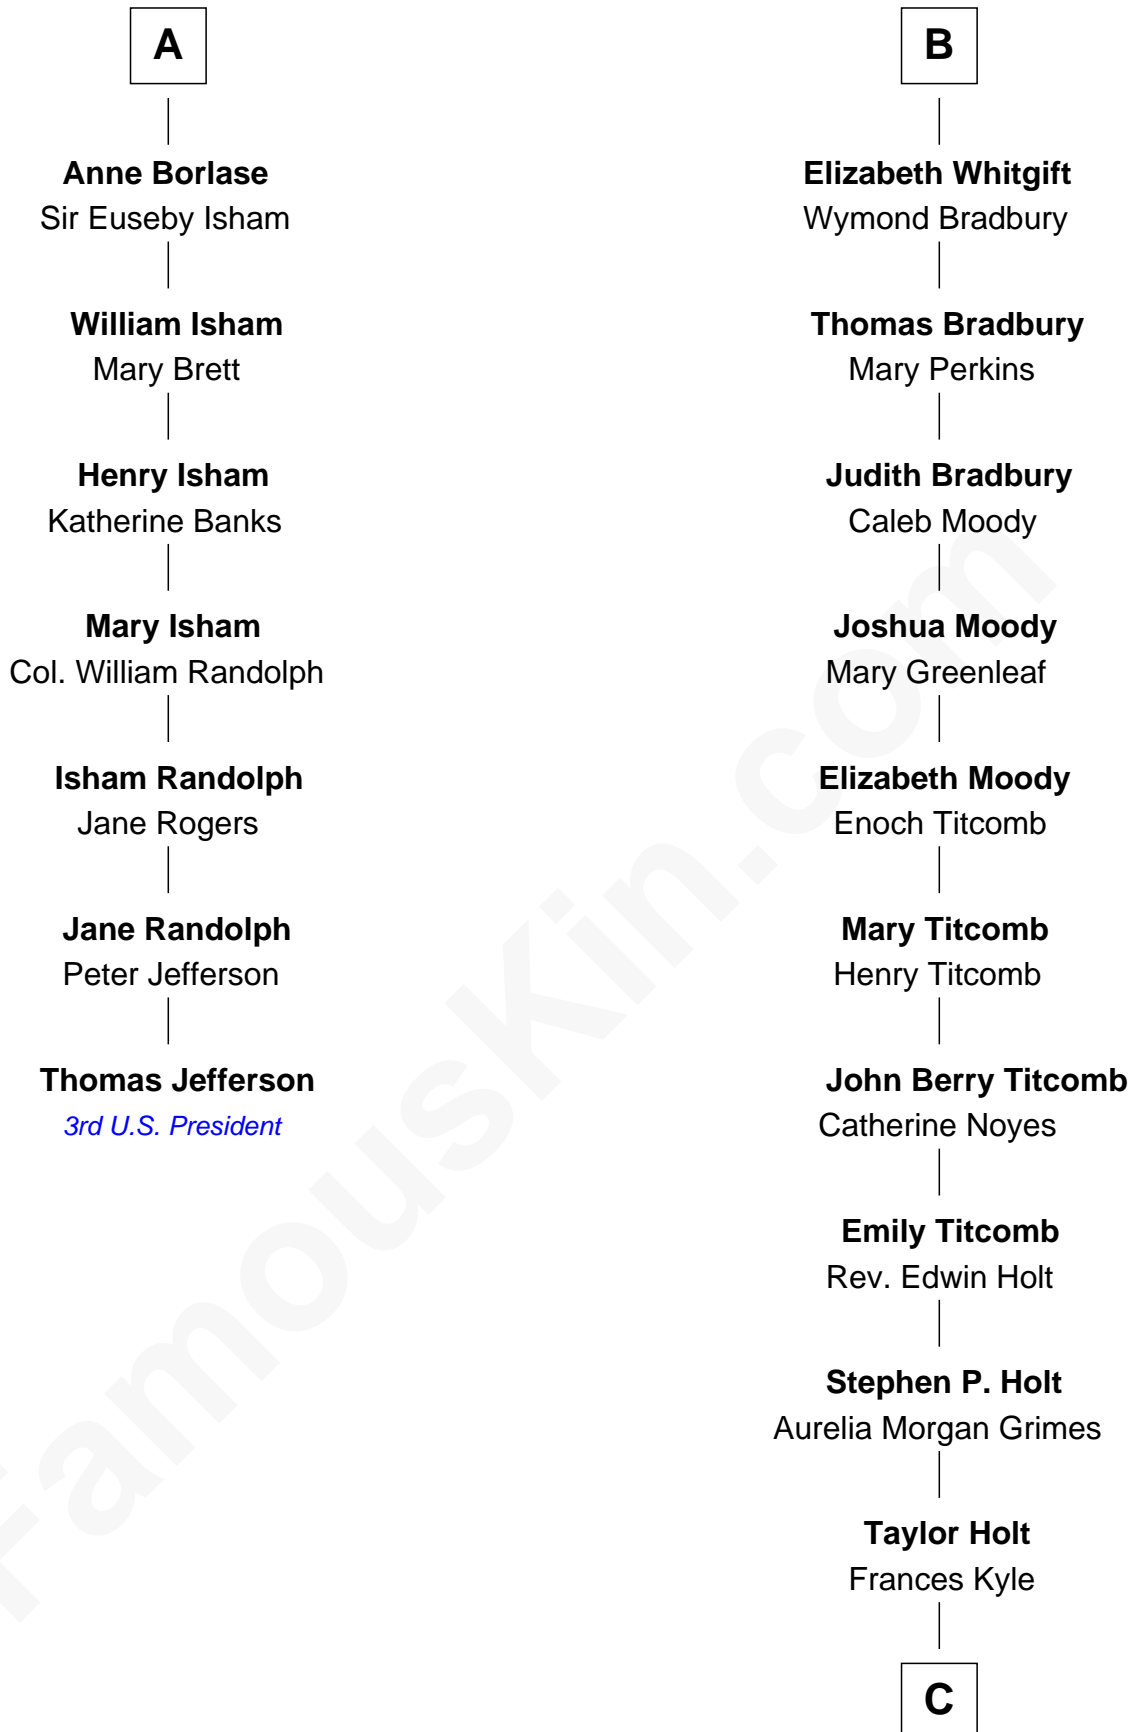 A
Anne Borlase
Sir Euseby Isham
William Isham
Mary Brett
Henry Isham
Katherine Banks
Mary Isham
Col. William Randolph
Isham Randolph
Jane Rogers
Jane Randolph
Peter Jefferson
Thomas Jefferson
3rd U.S. President
B
Elizabeth Whitgift
Wymond Bradbury
Thomas Bradbury
Mary Perkins
Judith Bradbury
Caleb Moody
Joshua Moody
Mary Greenleaf
Elizabeth Moody
Enoch Titcomb
Mary Titcomb
Henry Titcomb
John Berry Titcomb
Catherine Noyes
Emily Titcomb
Rev. Edwin Holt
Stephen P. Holt
Aurelia Morgan Grimes
Taylor Holt
Frances Kyle
C
FamousKin.com